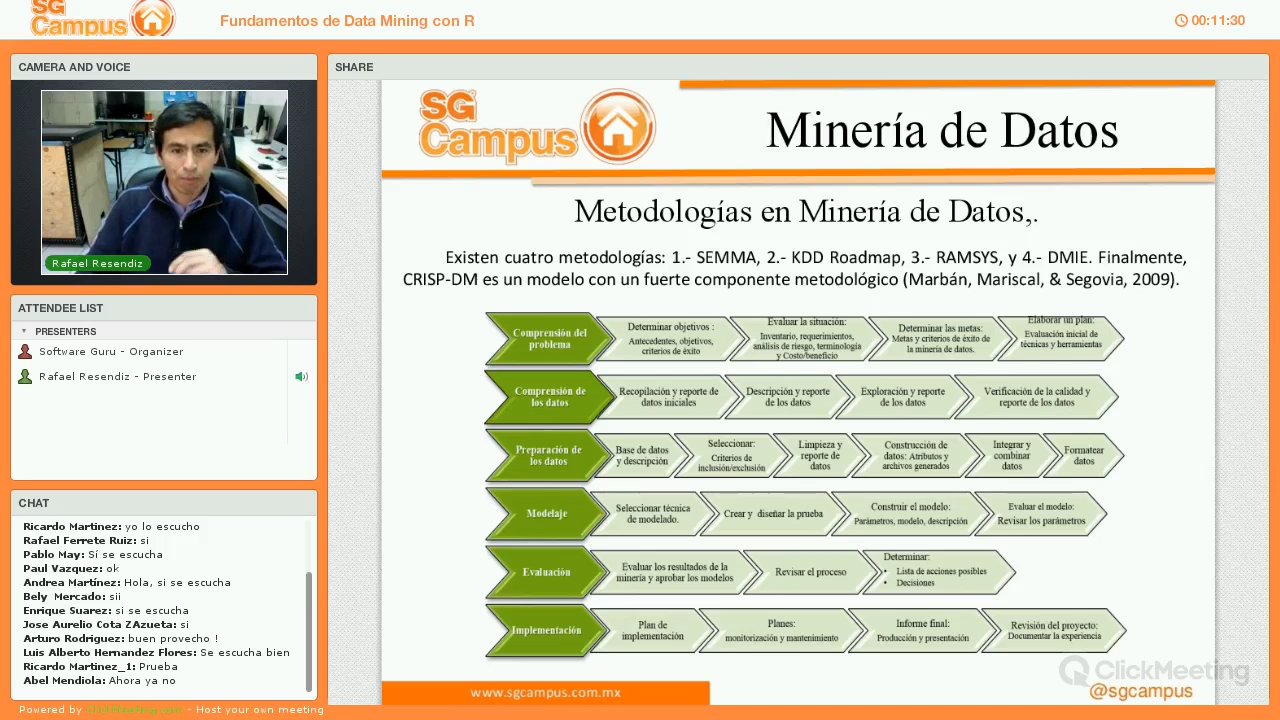 SG
Campus
Fundamentos de Data Mining con R
00:11:30
CAMERA AND VOICE
Rafael Resendiz
ATTENDEE LIST
PRESENTERS
Software Guru - Organizer
Rafael Resendiz - Presenter
CHAT
Ricardo Martinez: yo lo escucho
Rafael Ferrete Ruiz: si
Pablo May: Sí se escucha
Paul Vazquez: ok
Andrea Martínez: Hola, si se escucha
Bely Mercado: sii
Enrique Suarez: si se escucha
Jose Aurelio Cota ZAzueta: si
Arturo Rodriguez: buen provecho !
Luis Alberto Hernandez Flores: Se escucha bien
Ricardo Martinez_1: Prueba
Abel Mendiola: Ahora ya no
Powered by ClickMeeting.com - Host your own meeting
SHARE
SG
Campus
Minería de Datos
Metodologías en Minería de Datos,.
Existen cuatro metodologías: 1.- SEMMA, 2.- KDD Roadmap, 3.- RAMSYS, y 4.- DMIE. Finalmente,
CRISP-DM es un modelo con un fuerte componente metodológico (Marbán, Mariscal, & Segovia, 2009).
Comprensión del
problema
Determinar objetivos :
Antecedentes, objetivos,
criterios de éxito
Evaluar la situación:
Inventario, requerimientos,
análisis de riesgo, terminología
y Costo/beneficio
Determinar las metas:
Metas y criterios de éxito de
la minería de datos.
Elaborar un plan:
Evaluación inicial de
técnicas y herramientas
Comprensión de
los datos
Recopilación y reporte de
datos iniciales
Descripción y reporte
de los datos
Exploración y reporte
de los datos
Verificación de la calidad y
reporte de los datos
Preparación de
los datos
Base de datos
y descripción
Seleccionar:
Criterios de
inclusión/exclusión
Limpieza y
reporte de
datos
Construcción de
datos: Atributos y
archivos generados
Integrar y
combinar
datos
Formatear
datos
Modelaje
Seleccionar técnica
de modelado.
Crear y diseñar la prueba
Construir el modelo:
Parámetros, modelo, descripción
Evaluar el modelo:
Revisar los parámetros
Evaluación
Evaluar los resultados de la
minería y aprobar los modelos
Revisar el proceso
Determinar:
• Lista de acciones posibles
• Decisiones
Implementación
Plan de
implementación
Planes:
monitorización y mantenimiento
Informe final:
Producción y presentación
Revisión del proyecto:
Documentar la experiencia
www.sgcampus.com.mx
ClickMeeting
@sgcampus